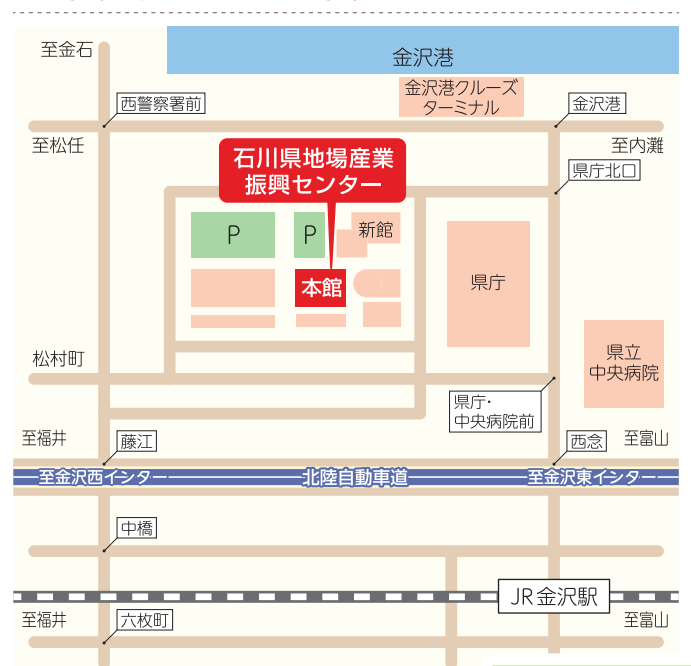 至金石
金沢港
金沢港クルーズ
ターミナル
西警察署前
金沢港
至松任
至内灘
石川県地場産業
振興センター
県庁北口
P
P
新館
本館
県庁
松村町
県立
中央病院
県庁・
中央病院前
至福井
藤江
西念
至富山
至金沢西インター
北陸自動車道
至金沢東インター
中橋
JR金沢駅
至福井
六枚町
至富山